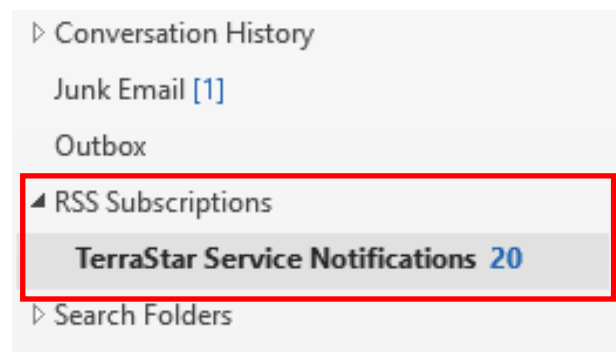 Conversation History
Junk Email [1]
Outbox
RSS Subscriptions
TerraStar Service Notifications 20
Search Folders